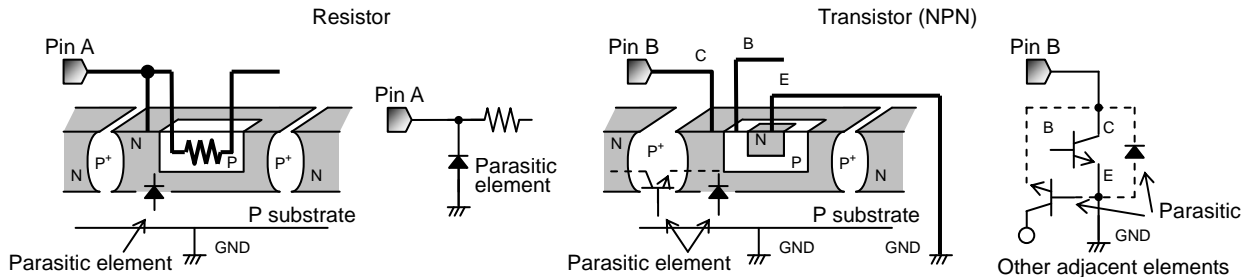 Resistor
Transistor (NPN)
Pin A
Pin B
C
B
E
Pin B
Pin A
N
P+
N
P
P+
N
Parasitic
element
N
P+
N
P
P+
N
B
C
E
P substrate
P substrate
Parasitic
Parasitic element
GND
Parasitic element
GND
GND
GND
Other adjacent elements